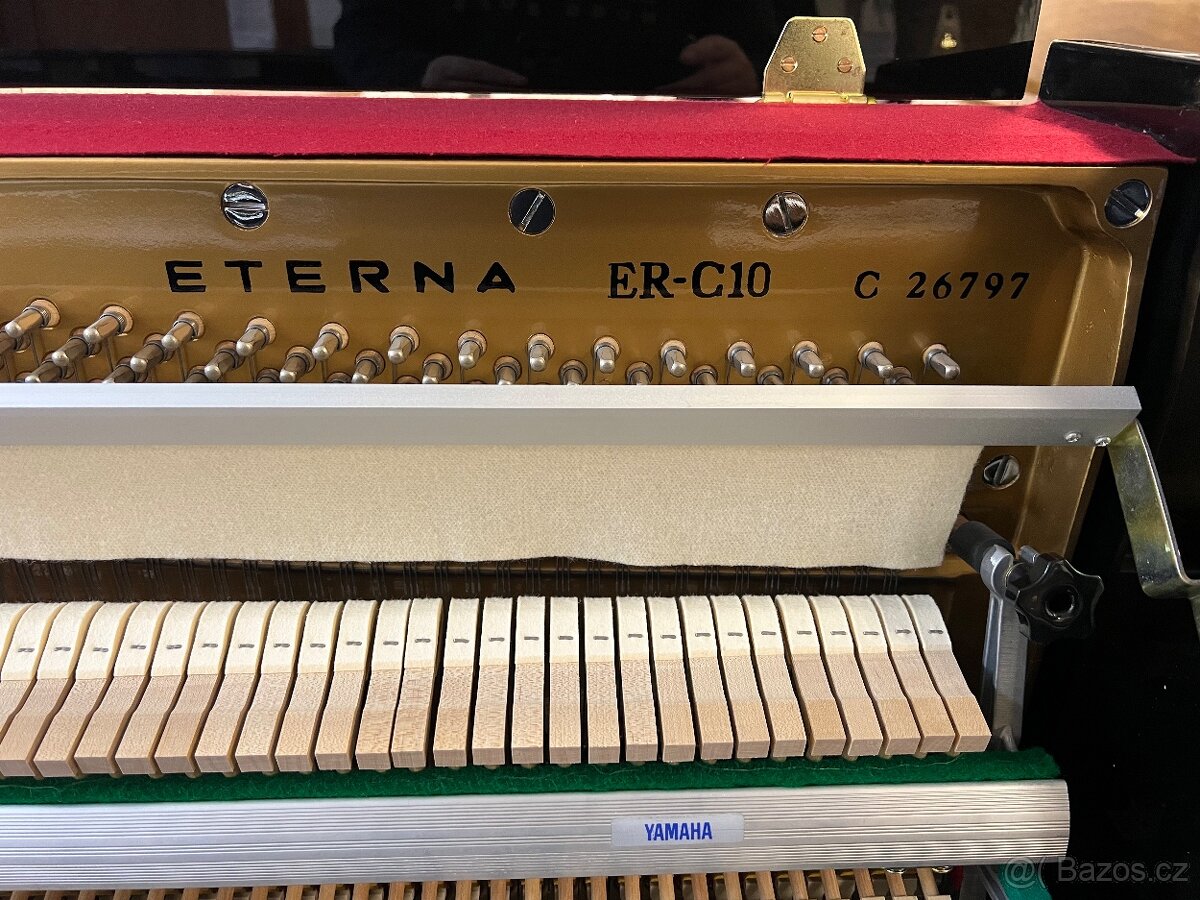 ETERNA ER-C10 C 26797
YAMAHA
@ Bazos.cz